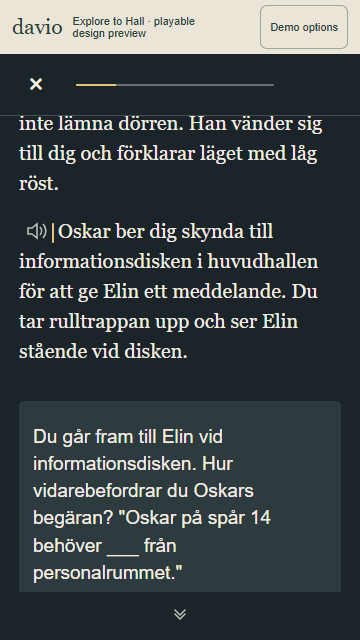 davio
Explore to Hall · playable
design preview
Demo options
inte lämna dörren. Han vänder sig
till dig och förklarar läget med låg
röst.
Oskar ber dig skynda till
informationsdisken i huvudhallen
för att ge Elin ett meddelande. Du
tar rulltrappan upp och ser Elin
stående vid disken.
Du går fram till Elin vid
informationsdisken. Hur
vidarebefordrar du Oskars
begäran? "Oskar på spår 14
behöver ___ från
personalrummet."